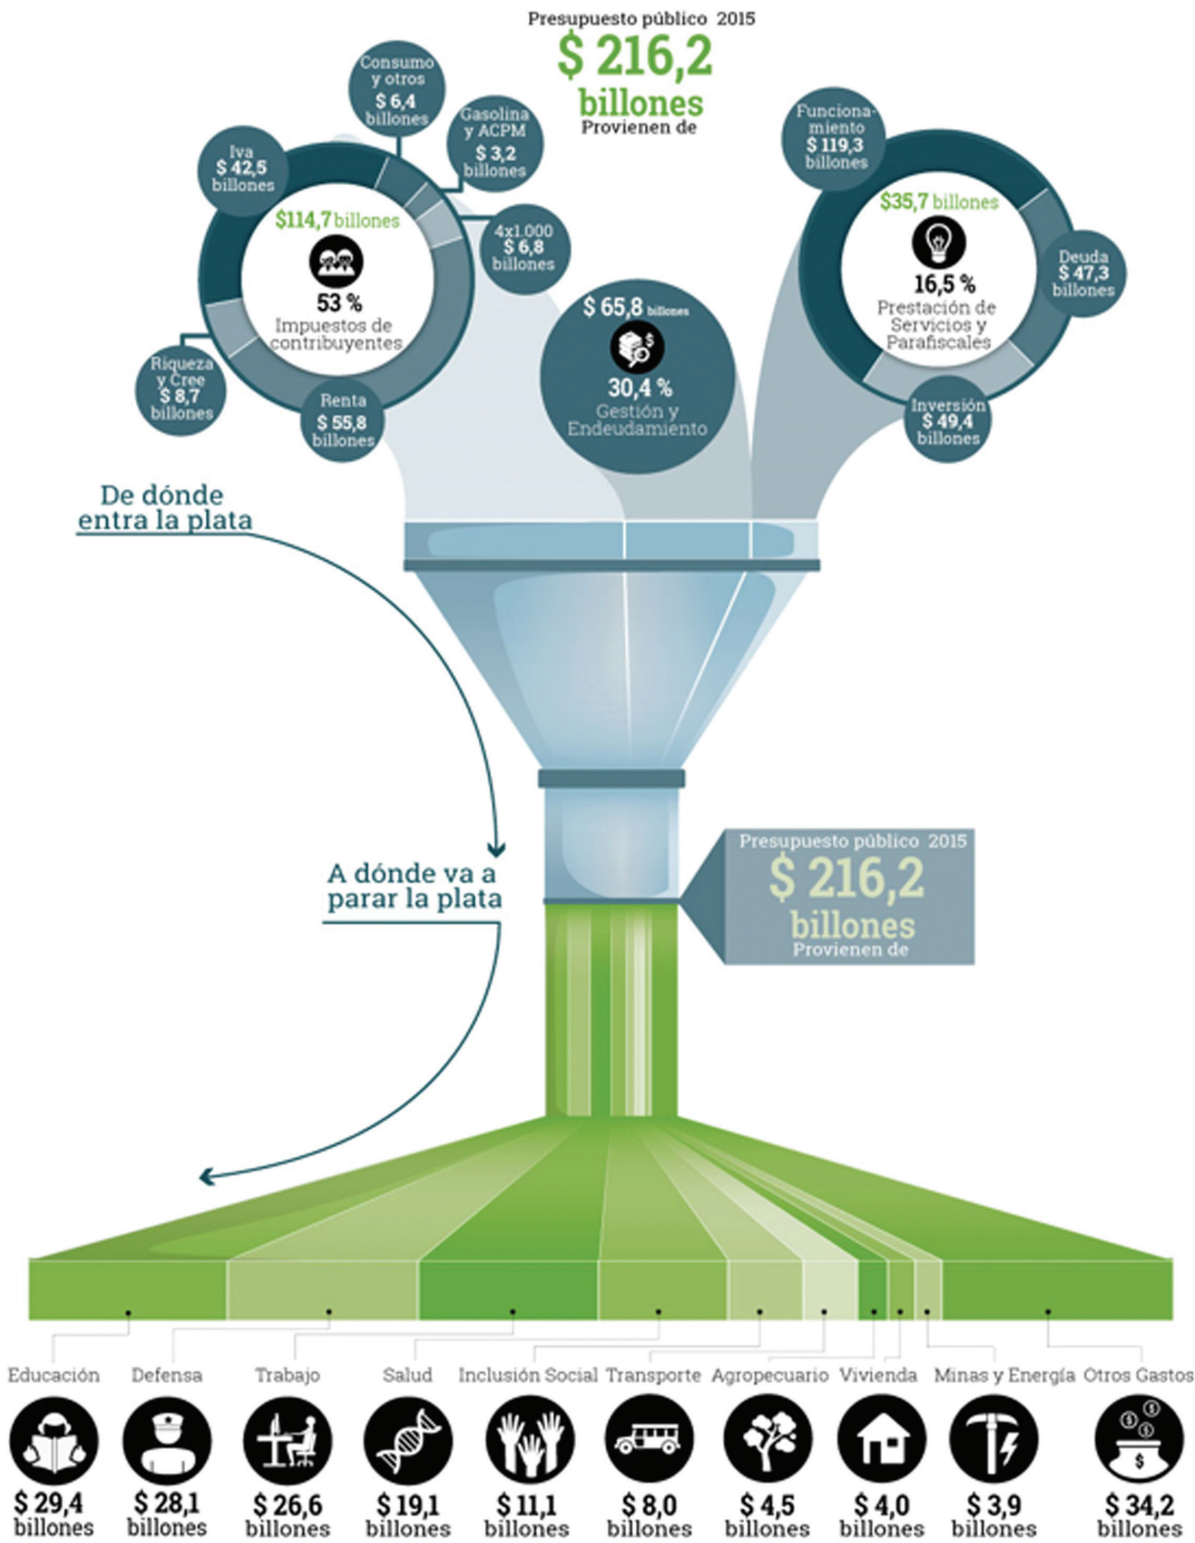 Presupuesto público 2015
$ 216,2
billones
Provienen de
Consumo
y otros
$ 6,4
billones
Gasolina
y ACPM
$ 3,2
billones
Iva
$ 42,5
billones
4x1.000
$ 6,8
billones
$114,7 billones
53 %
Impuestos de
contribuyentes
Riqueza
y Cree
$ 8,7
billones
Renta
$ 55,8
billones
$ 65,8 billones
30,4 %
Gestión y
Endeudamiento
Funciona-
miento
$ 119,3
billones
$35,7 billones
16,5 %
Prestación de
Servicios y
Parafiscales
Deuda
$ 47,3
billones
Inversión
$ 49,4
billones
De dónde
entra la plata
A dónde va a
parar la plata
Presupuesto público 2015
$ 216,2
billones
Provienen de
Educación
$ 29,4
billones
Defensa
$ 28,1
billones
Trabajo
$ 26,6
billones
Salud
$ 19,1
billones
Inclusión Social
$ 11,1
billones
Transporte
$ 8,0
billones
Agropecuario
$ 4,5
billones
Vivienda
$ 4,0
billones
Minas y Energía
$ 3,9
billones
Otros Gastos
$ 34,2
billones